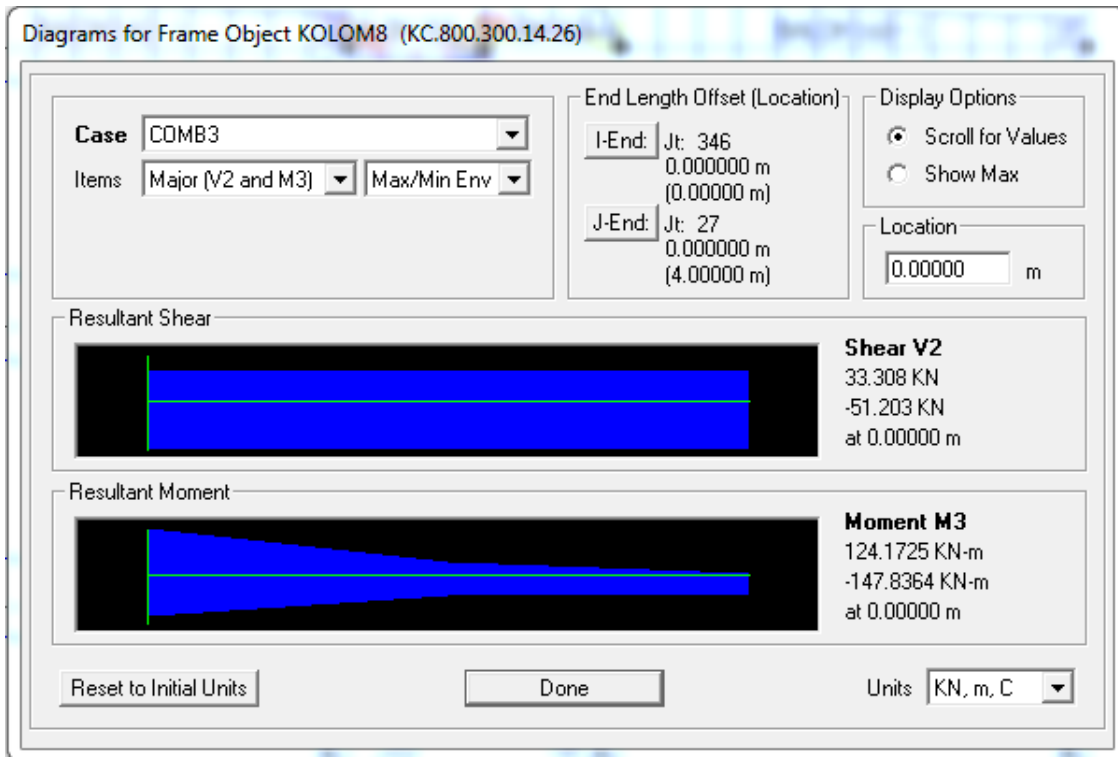 Diagrams for Frame Object KOLOM8 (KC.800.300.14.26)
Case COMB3
Items Major (V2 and M3) Max/Min Env
End Length Offset (Location)
I-End: Jt: 346
0.000000 m
(0.00000 m)
J-End: Jt: 27
0.000000 m
(4.00000 m)
Display Options
Scroll for Values
Show Max
Location
0.00000 m
Resultant Shear
Shear V2
33.308 KN
-51.203 KN
at 0.00000 m
Resultant Moment
Moment M3
124.1725 KN-m
-147.8364 KN-m
at 0.00000 m
Reset to Initial Units
Done
Units KN, m, C